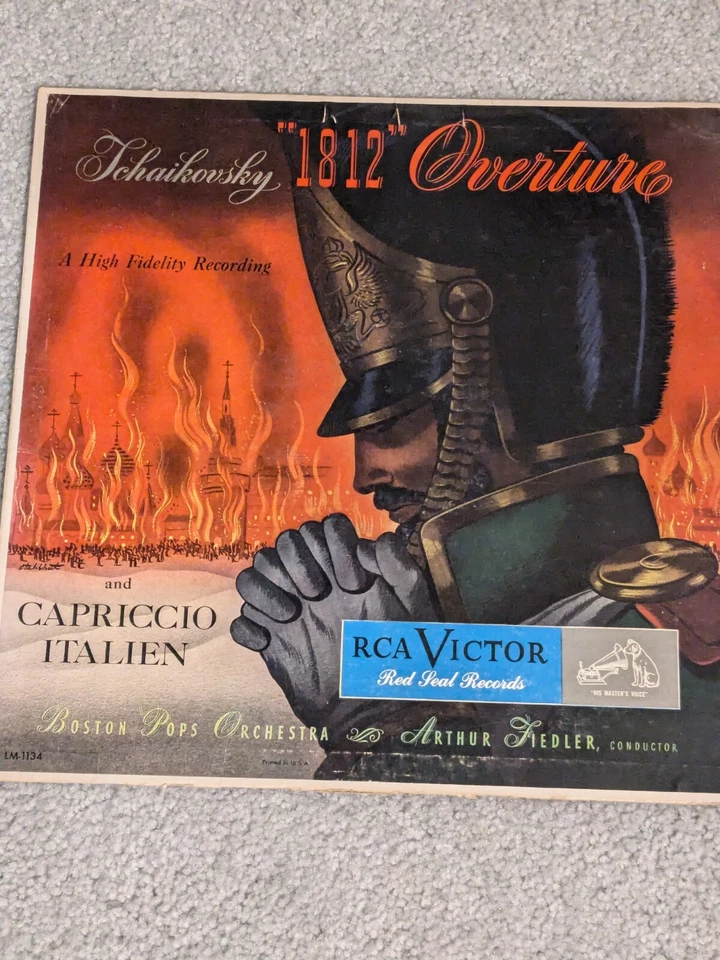 Tchaikovsky "1812" Overture
A High Fidelity Recording
and
CAPRICCIO
ITALIEN
RCA VICTOR
Red Seal Records
"HIS MASTER'S VOICE"
BOSTON POPS ORCHESTRA ARTHUR FIEDLER, CONDUCTOR
LM-1134
Printed in U.S.A.